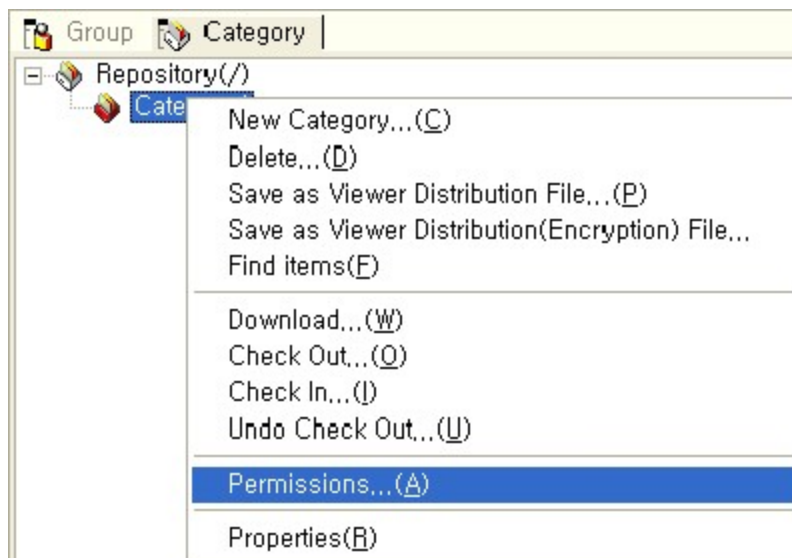 Group Category
Repository(/)
Cate
New Category...(C)
Delete...(D)
Save as Viewer Distribution File...(P)
Save as Viewer Distribution(Encryption) File...
Find items(F)
Download...(W)
Check Out...(O)
Check In...(I)
Undo Check Out...(U)
Permissions...(A)
Properties(R)